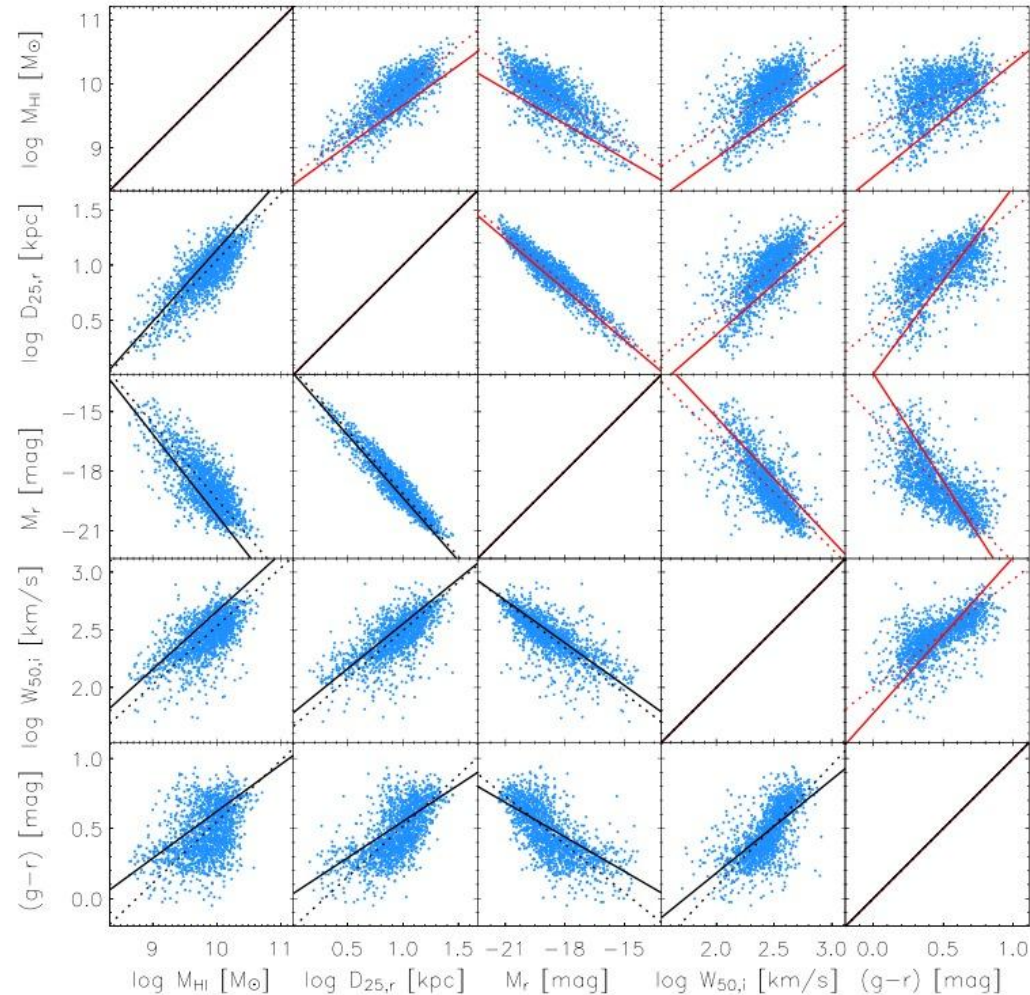 log M_HI [M⊙]
11
10
9
log D_25,r [kpc]
1.5
1.0
0.5
M_r [mag]
−15
−18
−21
log W_50,i [km/s]
3.0
2.5
2.0
(g−r) [mag]
1.0
0.5
0.0
9 10 11 0.5 1.0 1.5 −21 −18 −15 2.0 2.5 3.0 0.0 0.5 1.0
log M_HI [M⊙] log D_25,r [kpc] M_r [mag] log W_50,i [km/s] (g−r) [mag]